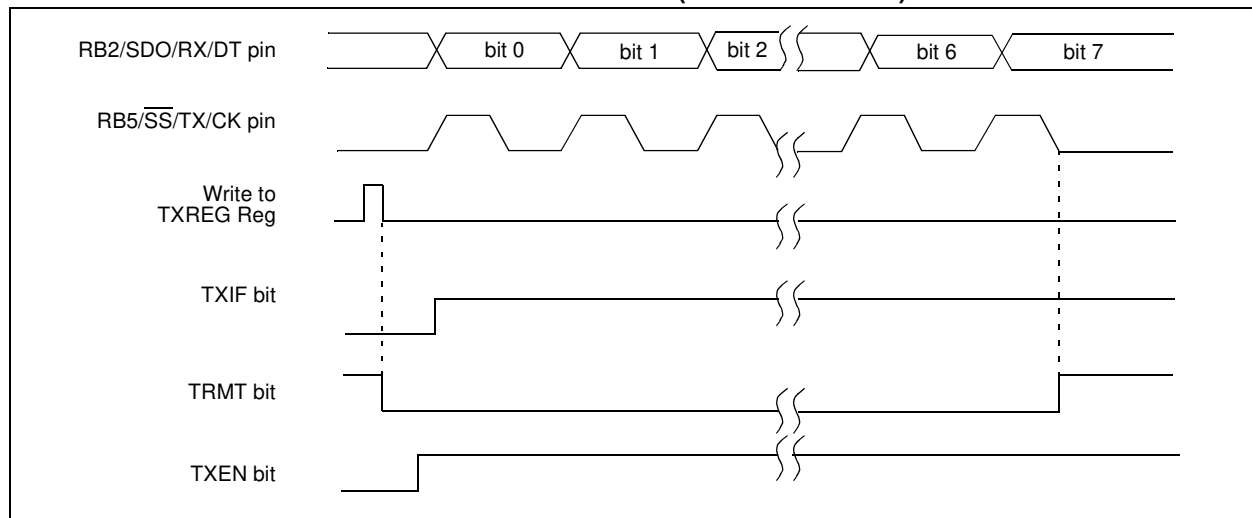 RB2/SDO/RX/DT pin
bit 0
bit 1
bit 2
bit 6
bit 7
RB5/SS/TX/CK pin
Write to
TXREG Reg
TXIF bit
TRMT bit
TXEN bit